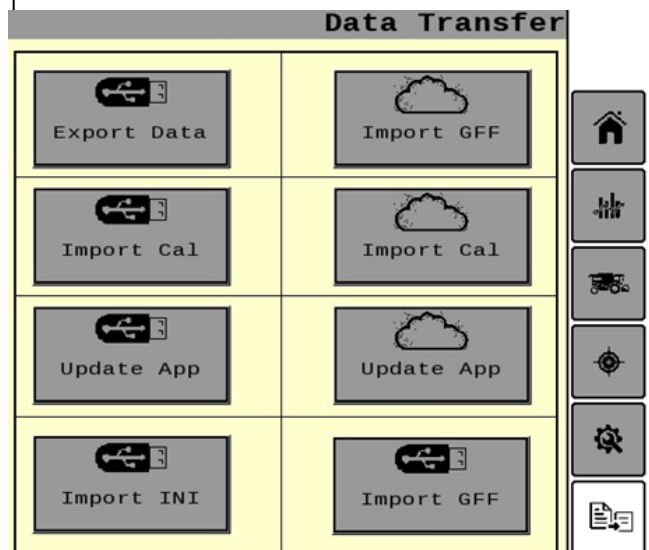 Data Transfer
Export Data
Import GFF
Import Cal
Import Cal
Update App
Update App
Import INI
Import GFF